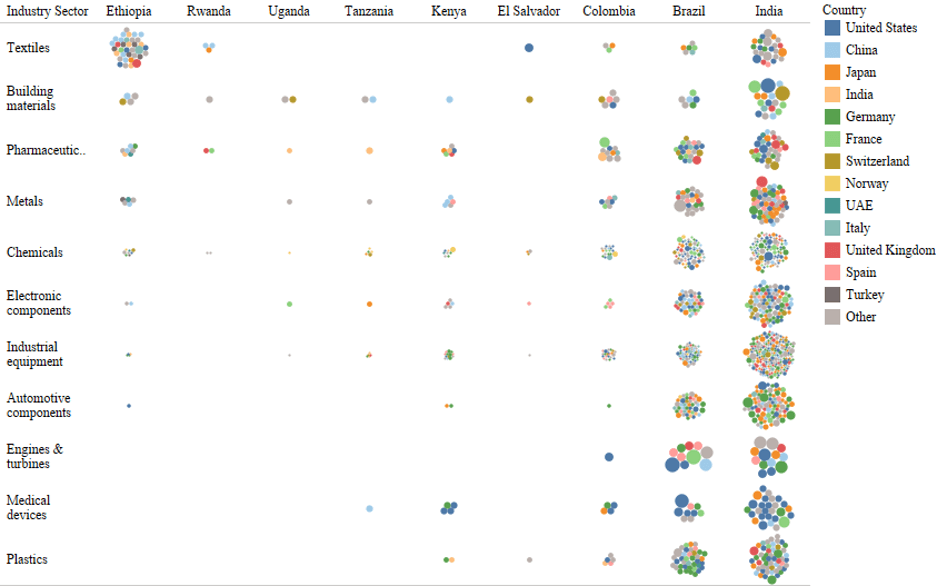 Industry Sector Ethiopia Rwanda Uganda Tanzania Kenya El Salvador Colombia Brazil India
Textiles
Building
materials
Pharmaceutic..
Metals
Chemicals
Electronic
components
Industrial
equipment
Automotive
components
Engines &
turbines
Medical
devices
Plastics
Country
United States
China
Japan
India
Germany
France
Switzerland
Norway
UAE
Italy
United Kingdom
Spain
Turkey
Other